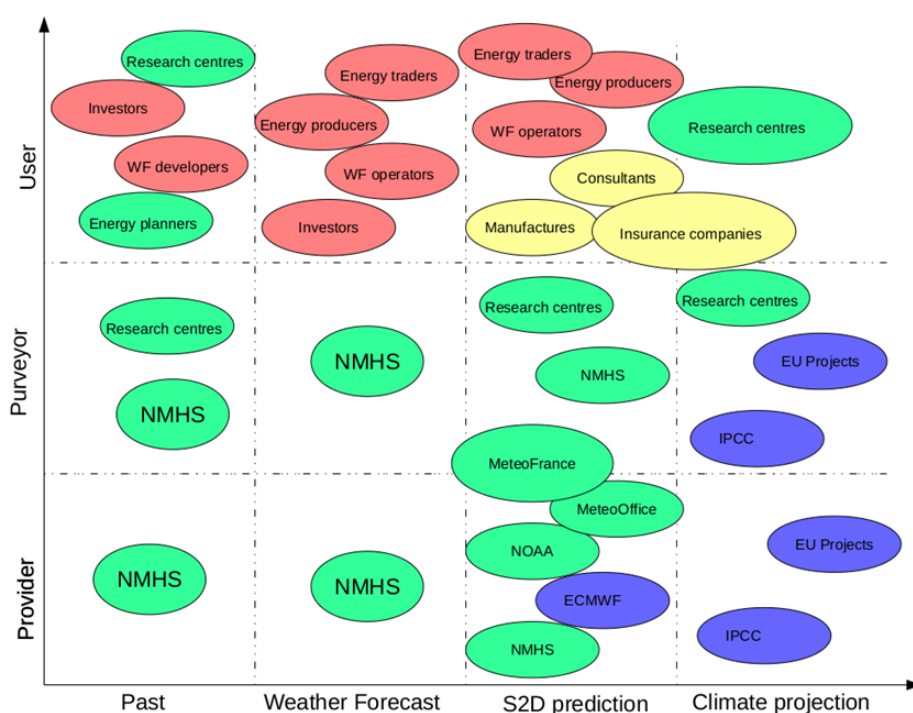 Energy traders
Research centres
Energy traders
Energy producers
Investors
Energy producers
Research centres
WF operators
User
WF developers
WF operators
Consultants
Energy planners
Investors
Manufactures
Insurance companies
Research centres
Research centres
Research centres
Purveyor
NMHS
EU Projects
NMHS
NMHS
IPCC
MeteoFrance
MeteoOffice
EU Projects
NOAA
Provider
NMHS
NMHS
ECMWF
IPCC
NMHS
Past
Weather Forecast
S2D prediction
Climate projection